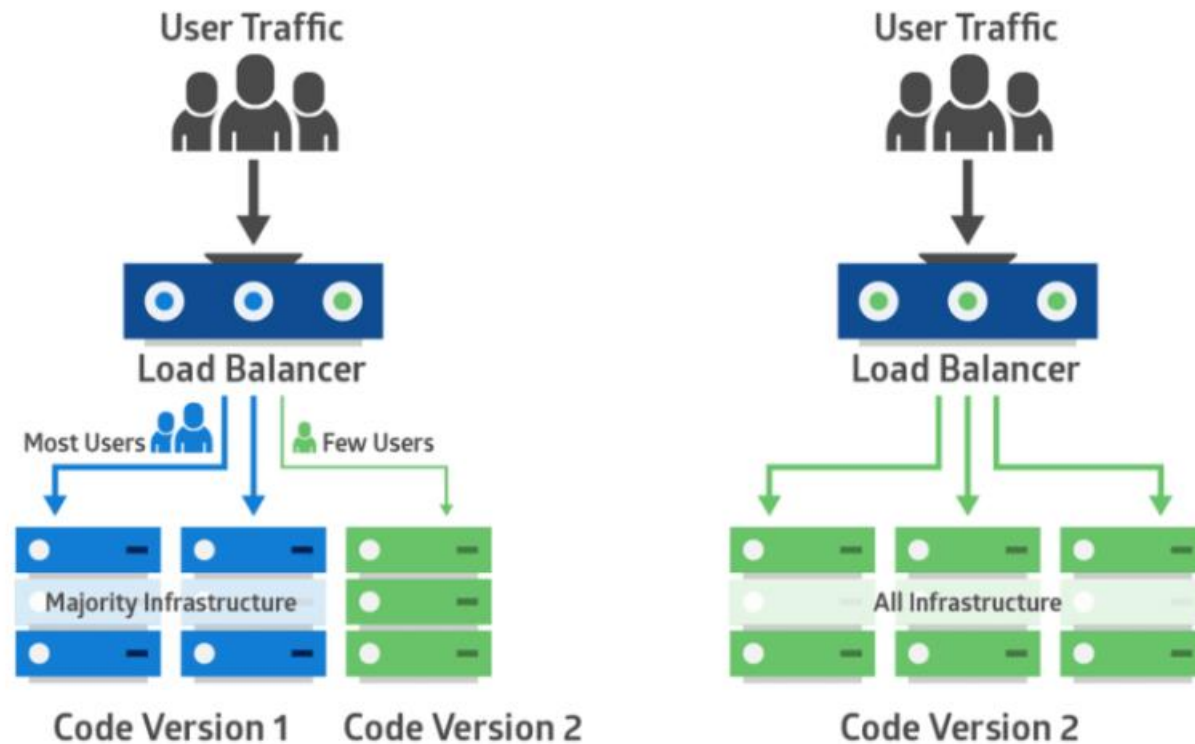 User Traffic
Load Balancer
Most Users
Few Users
Majority Infrastructure
Code Version 1
Code Version 2
User Traffic
Load Balancer
All Infrastructure
Code Version 2